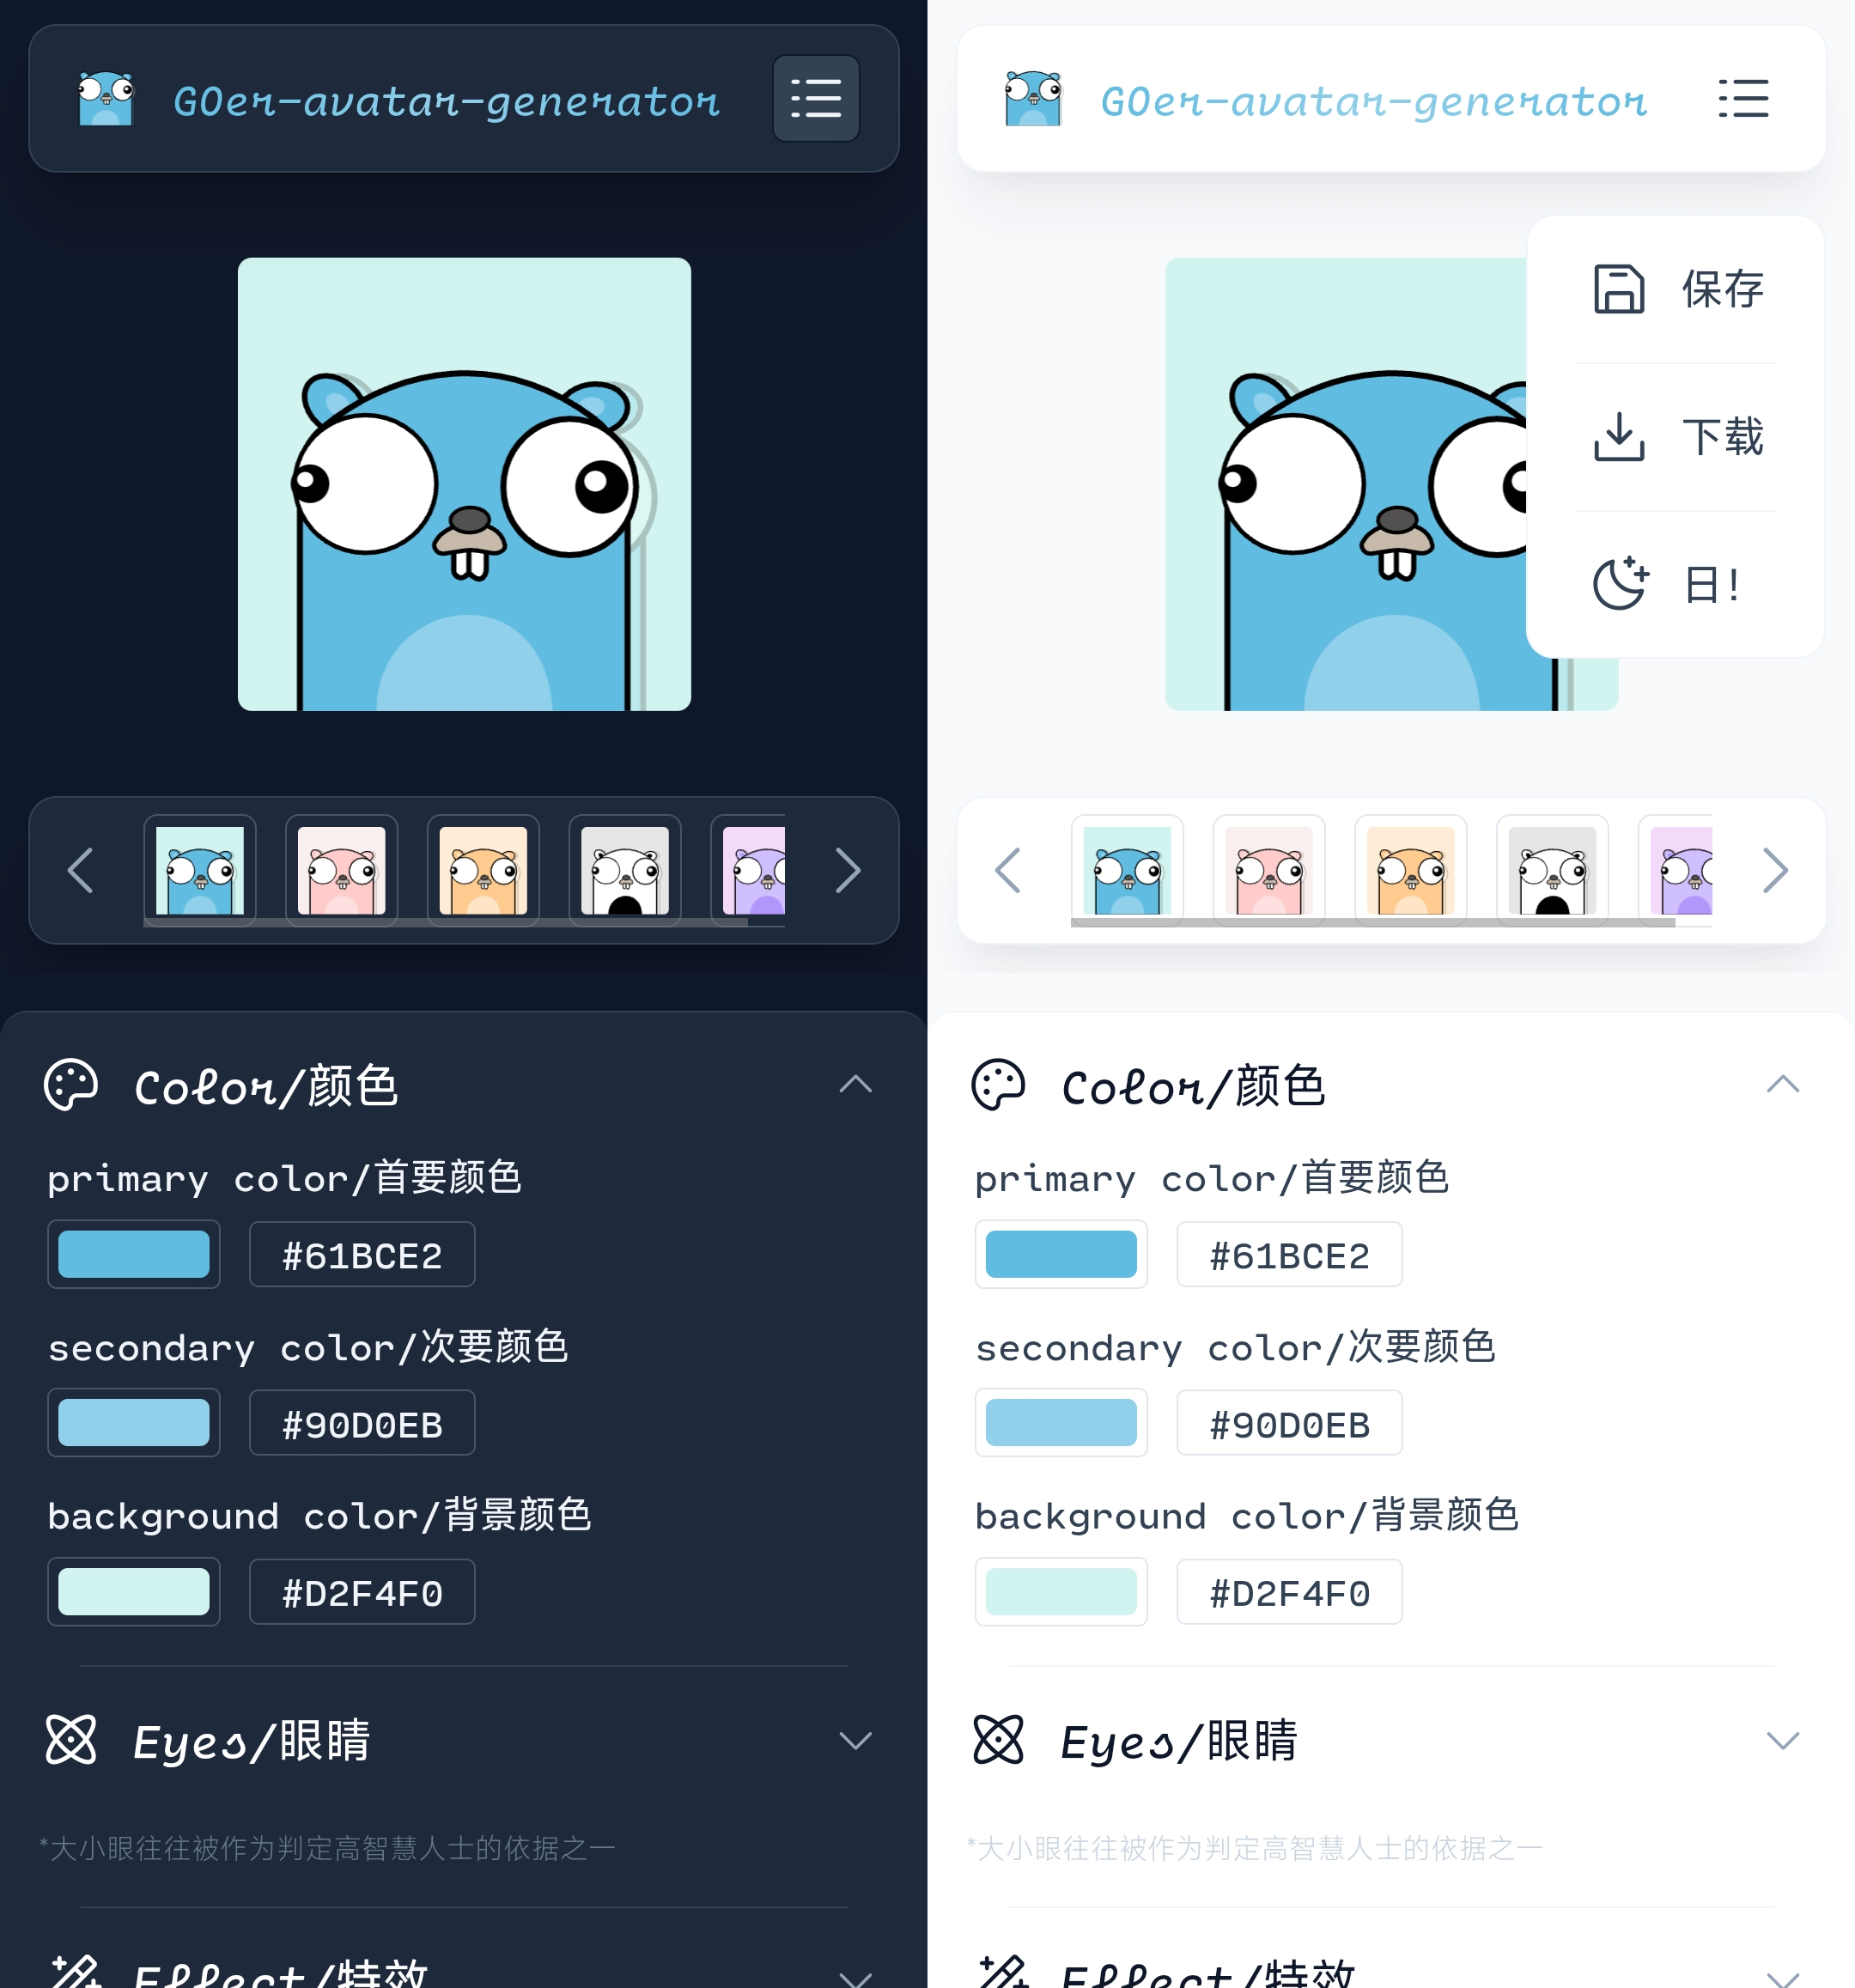 GOer-avatar-generator
Color/颜色
primary color/首要颜色
#61BCE2
secondary color/次要颜色
#90D0EB
background color/背景颜色
#D2F4F0
Eyes/眼睛
*大小眼往往被作为判定高智慧人士的依据之一
Effect/特效
GOer-avatar-generator
保存
下载
日!
Color/颜色
primary color/首要颜色
#61BCE2
secondary color/次要颜色
#90D0EB
background color/背景颜色
#D2F4F0
Eyes/眼睛
*大小眼往往被作为判定高智慧人士的依据之一
Effect/特效